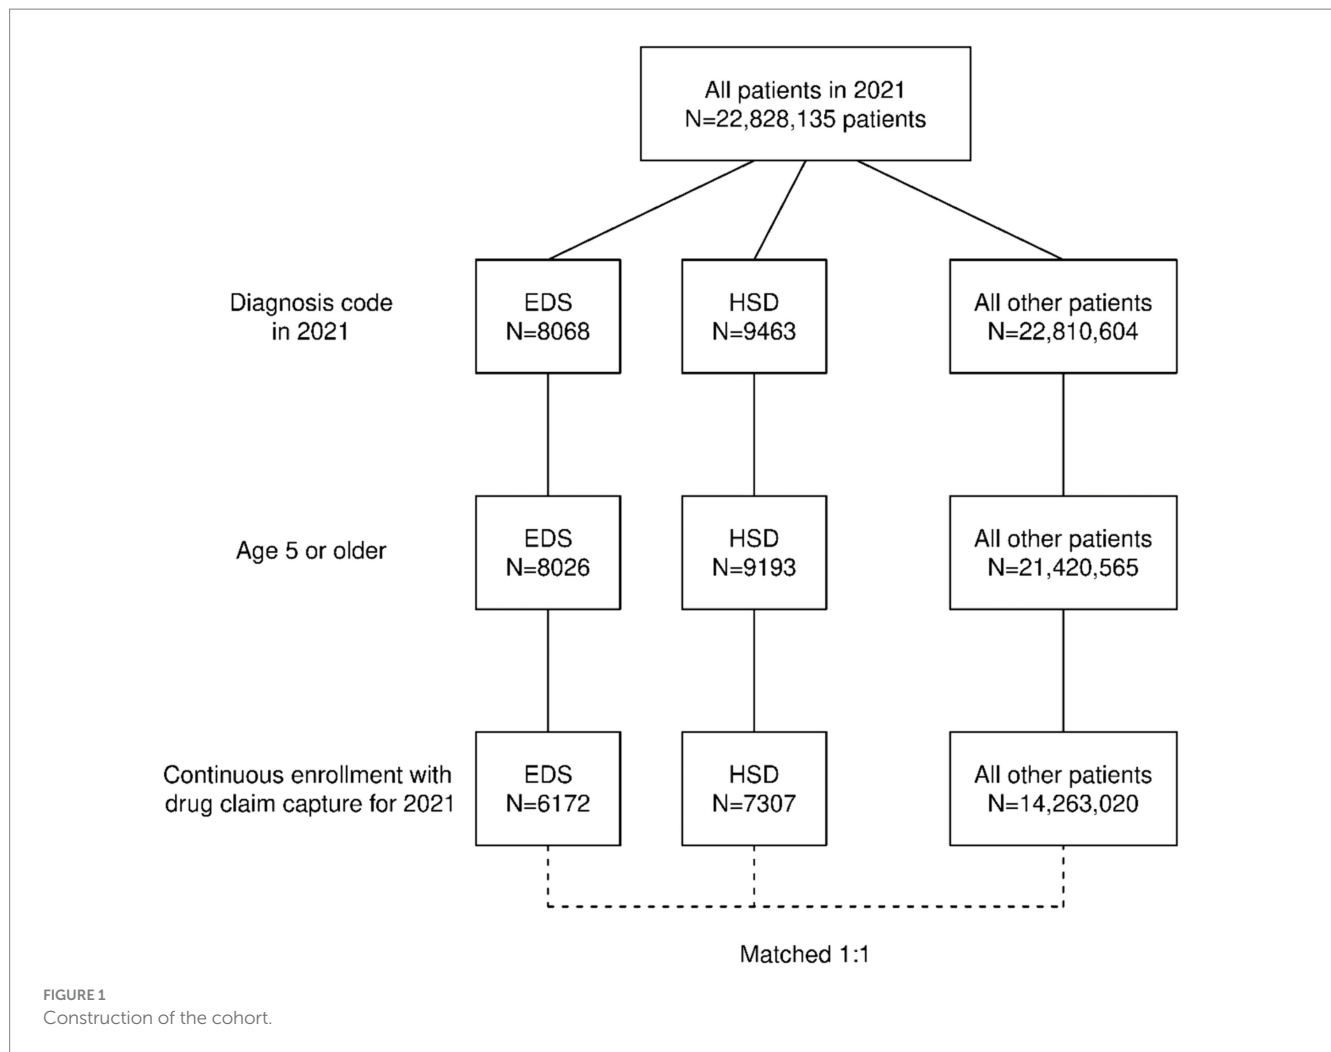 All patients in 2021
N=22,828,135 patients
Diagnosis code
in 2021
EDS
N=8068
HSD
N=9463
All other patients
N=22,810,604
Age 5 or older
EDS
N=8026
HSD
N=9193
All other patients
N=21,420,565
Continuous enrollment with
drug claim capture for 2021
EDS
N=6172
HSD
N=7307
All other patients
N=14,263,020
Matched 1:1
FIGURE 1
Construction of the cohort.